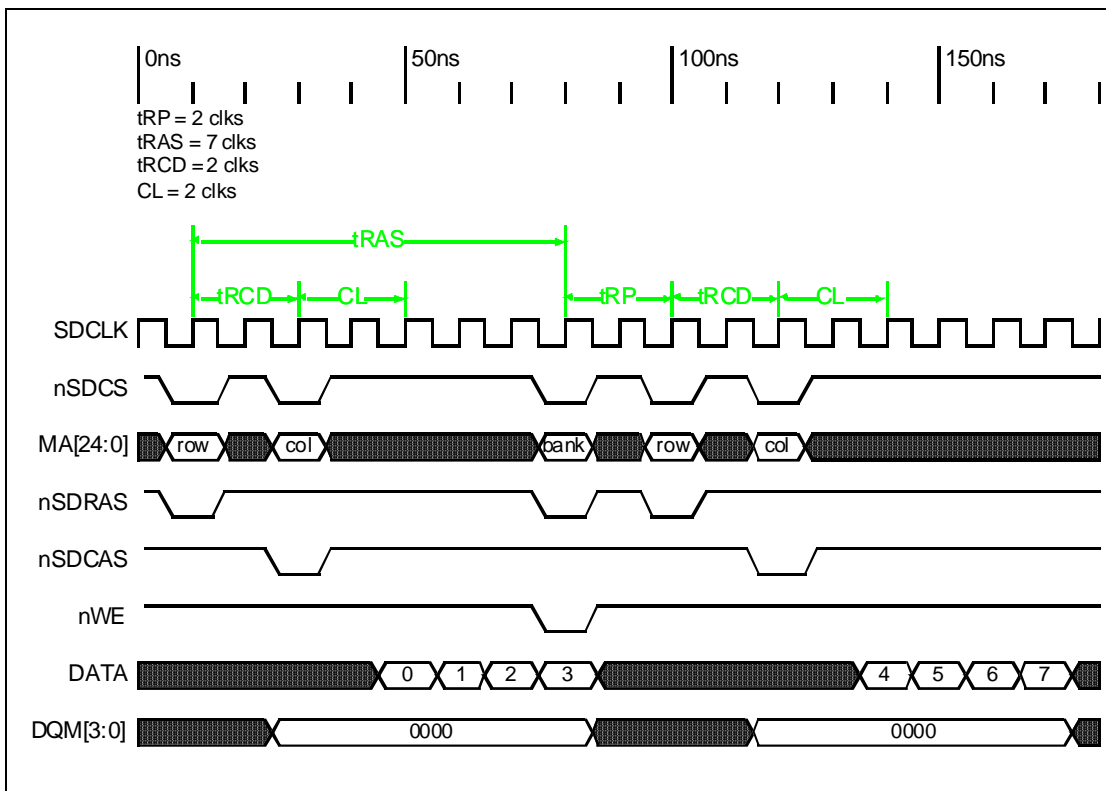 0ns 50ns 100ns 150ns
tRP = 2 clks
tRAS = 7 clks
tRCD = 2 clks
CL = 2 clks
tRAS
tRCD CL tRP tRCD CL
SDCLK
nSDCS
MA[24:0] row col bank row col
nSDRAS
nSDCAS
nWE
DATA 0 1 2 3 4 5 6 7
DQM[3:0] 0000 0000